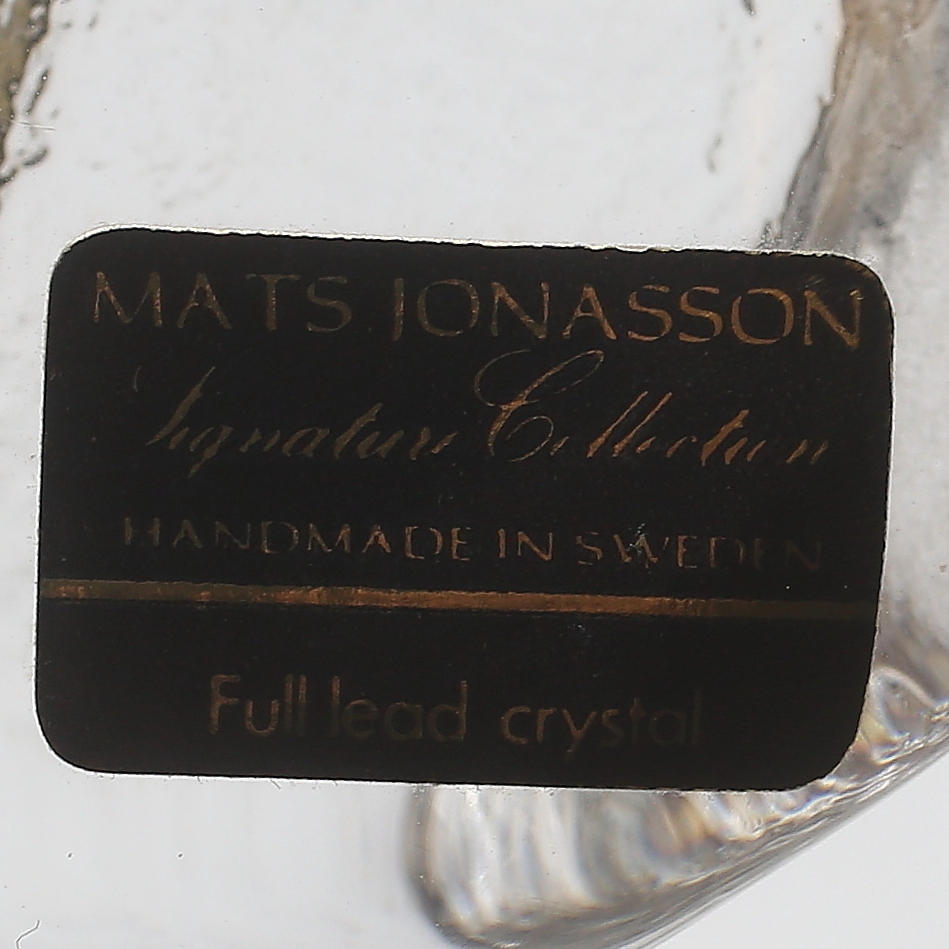 MATS JONASSON
Signature Collection
HANDMADE IN SWEDEN
Full lead crystal